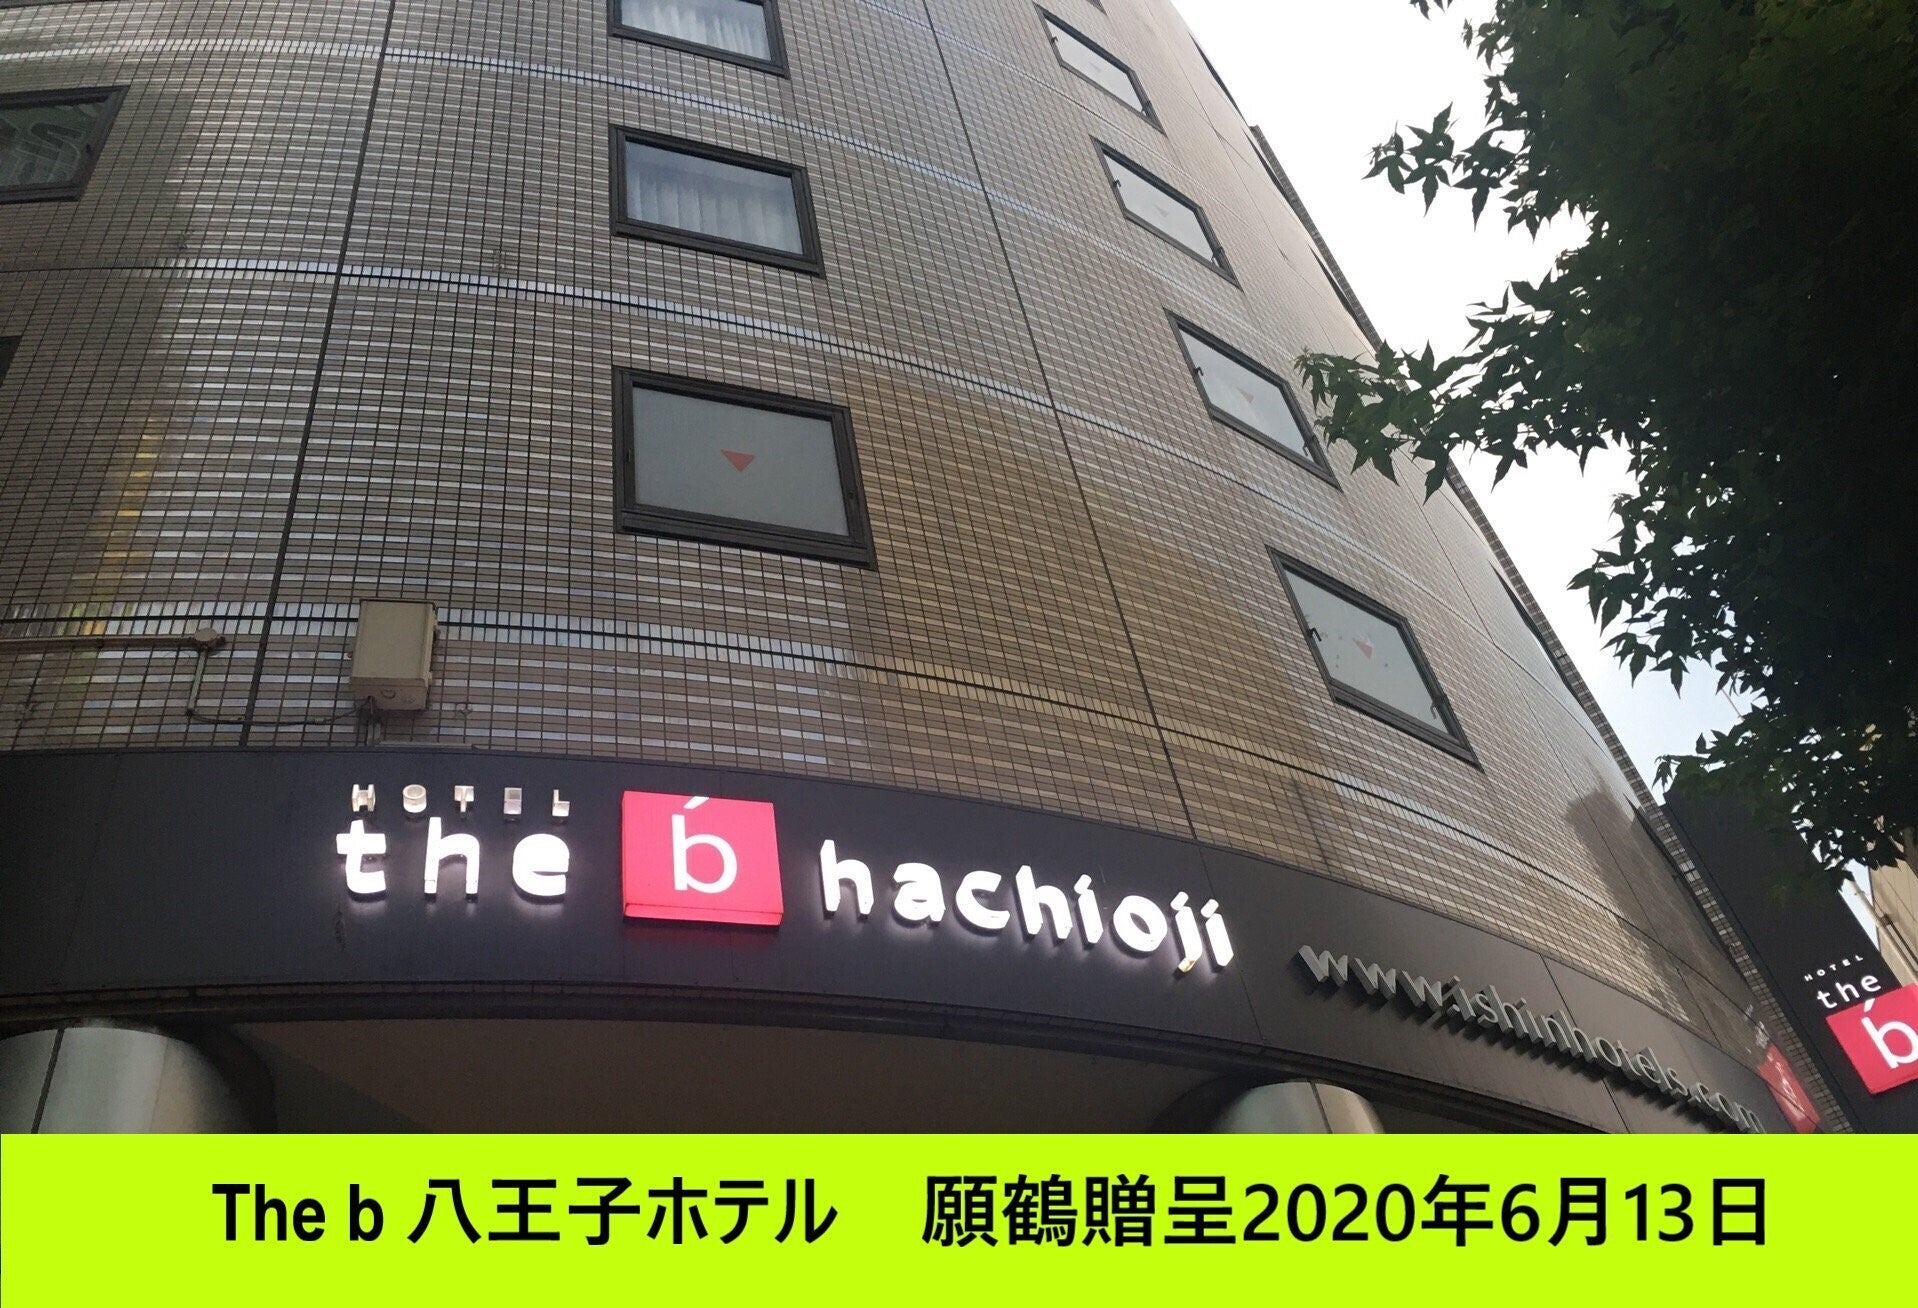 HOTEL
the b hachioji
www.ishinhotels.com
HOTEL
the
b
The b 八王子ホテル 願鶴贈呈2020年6月13日